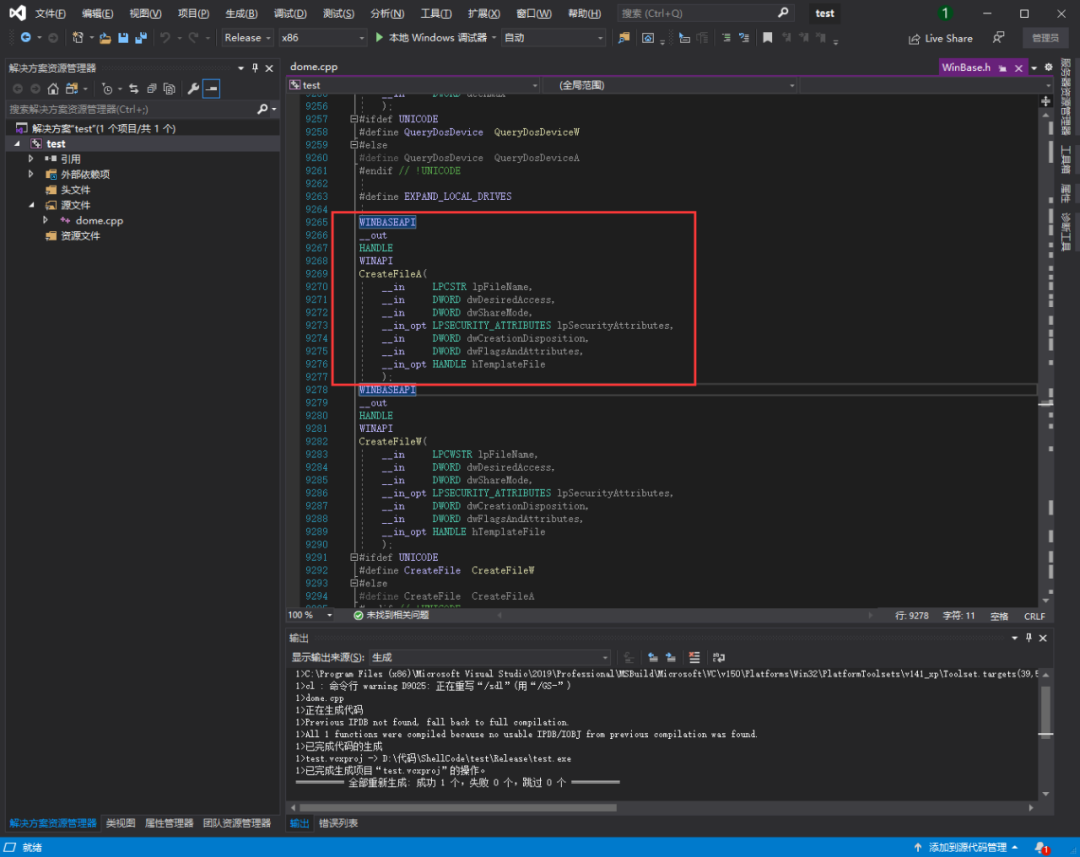 文件(F) 编辑(E) 视图(V) 项目(P) 生成(B) 调试(D) 测试(S) 分析(N) 工具(T) 扩展(X) 窗口(W) 帮助(H) 搜索 (Ctrl+Q) test 1
Release x86 本地 Windows 调试器 自动 Live Share 管理员
解决方案资源管理器
搜索解决方案资源管理器(Ctrl+;)
解决方案"test"(1 个项目/共 1 个)
test
引用
外部依赖项
头文件
源文件
dome.cpp
资源文件
解决方案资源管理器 类视图 属性管理器 团队资源管理器
dome.cpp WinBase.h
test (全局范围)
9256 );
9257 #ifdef UNICODE
9258 #define QueryDosDevice QueryDosDeviceW
9259 #else
9260 #define QueryDosDevice QueryDosDeviceA
9261 #endif // !UNICODE
9262
9263 #define EXPAND_LOCAL_DRIVES
9264
9265 WINBASEAPI
9266 __out
9267 HANDLE
9268 WINAPI
9269 CreateFileA(
9270 __in LPCSTR lpFileName,
9271 __in DWORD dwDesiredAccess,
9272 __in DWORD dwShareMode,
9273 __in_opt LPSECURITY_ATTRIBUTES lpSecurityAttributes,
9274 __in DWORD dwCreationDisposition,
9275 __in DWORD dwFlagsAndAttributes,
9276 __in_opt HANDLE hTemplateFile
9277 );
9278 WINBASEAPI
9279 __out
9280 HANDLE
9281 WINAPI
9282 CreateFileW(
9283 __in LPCWSTR lpFileName,
9284 __in DWORD dwDesiredAccess,
9285 __in DWORD dwShareMode,
9286 __in_opt LPSECURITY_ATTRIBUTES lpSecurityAttributes,
9287 __in DWORD dwCreationDisposition,
9288 __in DWORD dwFlagsAndAttributes,
9289 __in_opt HANDLE hTemplateFile
9290 );
9291 #ifdef UNICODE
9292 #define CreateFile CreateFileW
9293 #else
9294 #define CreateFile CreateFileA
100 % 未找到相关问题 行: 9278 字符: 11 空格 CRLF
输出
显示输出来源(S): 生成
1>C:\Program Files (x86)\Microsoft Visual Studio\2019\Professional\MSBuild\Microsoft\VC\v150\Platforms\Win32\PlatformToolsets\v141_xp\Toolset.targets(39,5
1>cl : 命令行 warning D9025: 正在重写“/sdl”(用“/GS-”)
1>dome.cpp
1>正在生成代码
1>Previous IPDB not found, fall back to full compilation.
1>All 1 functions were compiled because no usable IPDB/IOBJ from previous compilation was found.
1>已完成代码的生成
1>test.vcxproj -> D:\代码\ShellCode\test\Release\test.exe
1>已完成生成项目“test.vcxproj”的操作。
========== 全部重新生成: 成功 1 个，失败 0 个，跳过 0 个 ==========
输出 错误列表
服务器资源管理器
工具箱
属性
诊断工具
就绪 添加到源代码管理 1